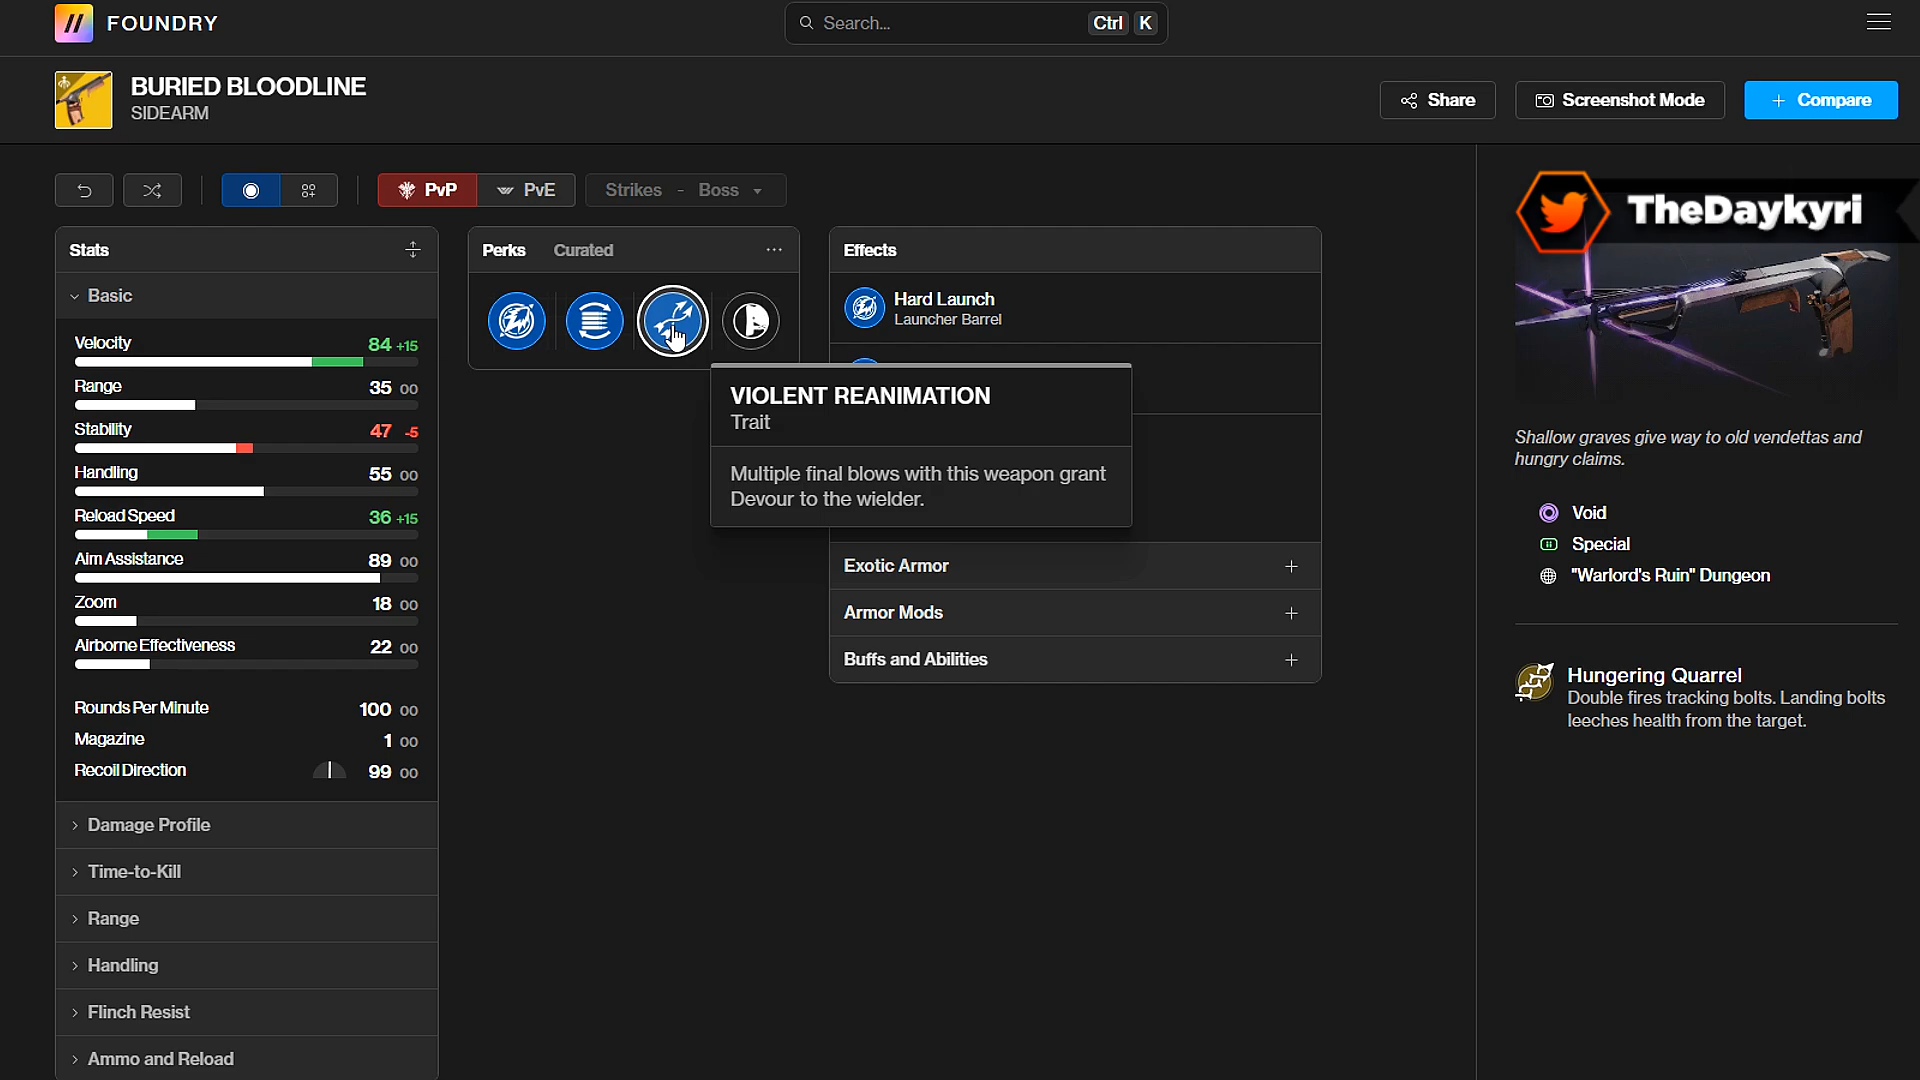 FOUNDRY
Search... Ctrl K
BURIED BLOODLINE
SIDEARM
Share
Screenshot Mode
+ Compare
PvP
PvE
Strikes - Boss
TheDaykyri
Stats
Basic
Velocity 84 +15
Range 35 00
Stability 47 -5
Handling 55 00
Reload Speed 36 +15
Aim Assistance 89 00
Zoom 18 00
Airborne Effectiveness 22 00
Rounds Per Minute 100 00
Magazine 1 00
Recoil Direction 99 00
Damage Profile
Time-to-Kill
Range
Handling
Flinch Resist
Ammo and Reload
Perks Curated ...
VIOLENT REANIMATION
Trait
Multiple final blows with this weapon grant
Devour to the wielder.
Effects
Hard Launch
Launcher Barrel
Exotic Armor +
Armor Mods +
Buffs and Abilities +
Shallow graves give way to old vendettas and
hungry claims.
Void
Special
"Warlord's Ruin" Dungeon
Hungering Quarrel
Double fires tracking bolts. Landing bolts
leeches health from the target.